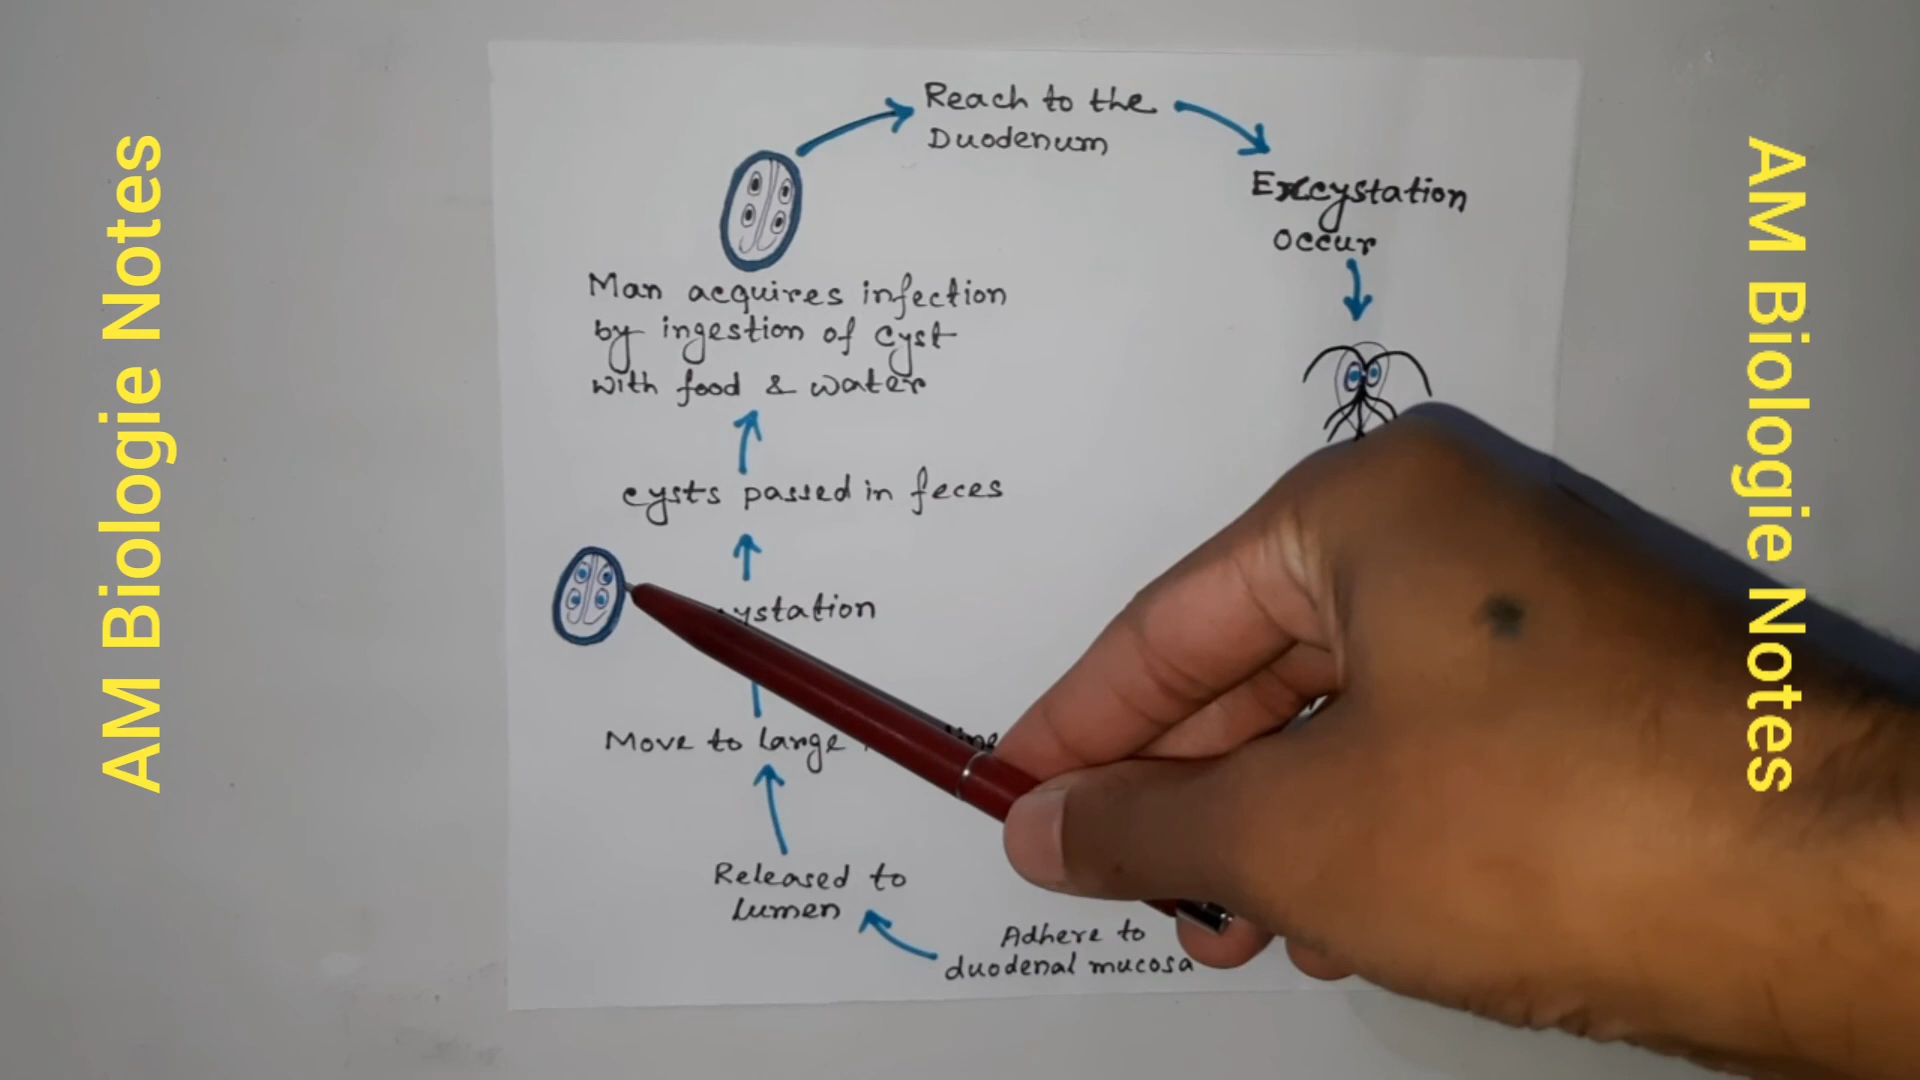 AM Biologie Notes
Reach to the
Duodenum
Excystation
occur
Man acquires infection
by ingestion of cyst
with food & water
cysts passed in feces
Move to large
Released to
lumen
Adhere to
duodenal mucosa
AM Biologie Notes